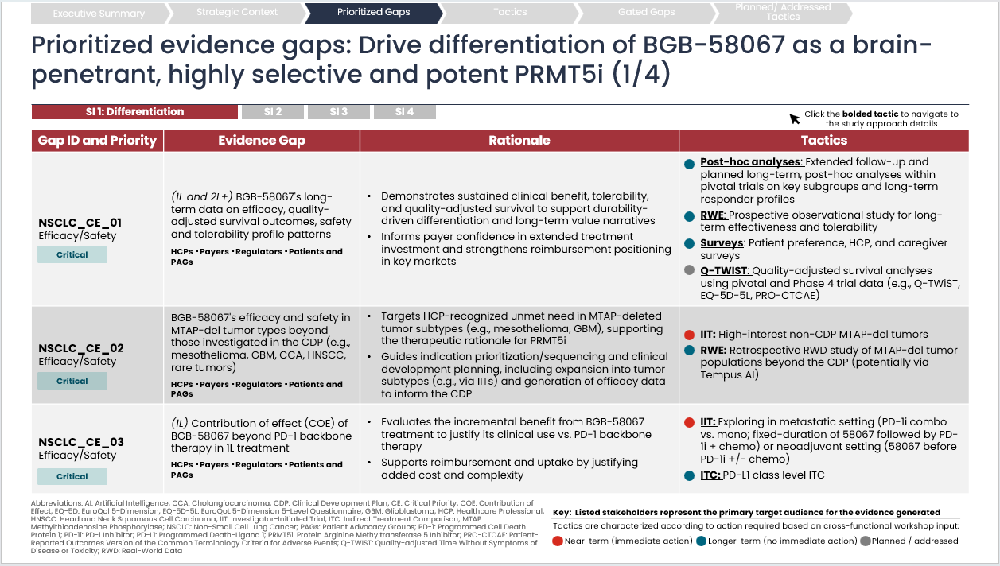 Executive Summary
Strategic Context
Prioritized Gaps
Tactics
Gated Gaps
Planned/ Addressed
Tactics
Prioritized evidence gaps: Drive differentiation of BGB-58067 as a brain-
penetrant, highly selective and potent PRMT5i (1/4)
SI 1: Differentiation
SI 2
SI 3
SI 4
Click the bolded tactic to navigate to
the study approach details
Gap ID and Priority
Evidence Gap
Rationale
Tactics
NSCLC_CE_01
Efficacy/Safety
Critical
(1L and 2L+) BGB-58067's long-
term data on efficacy, quality-
adjusted survival outcomes, safety
and tolerability profile patterns
HCPs • Payers • Regulators • Patients and
PAGs
• Demonstrates sustained clinical benefit, tolerability,
and quality-adjusted survival to support durability-
driven differentiation and long-term value narratives
• Informs payer confidence in extended treatment
investment and strengthens reimbursement positioning
in key markets
Post-hoc analyses: Extended follow-up and
planned long-term, post-hoc analyses within
pivotal trials on key subgroups and long-term
responder profiles
RWE: Prospective observational study for long-
term effectiveness and tolerability
Surveys: Patient preference, HCP, and caregiver
surveys
Q-TWIST: Quality-adjusted survival analyses
using pivotal and Phase 4 trial data (e.g., Q-TWiST,
EQ-5D-5L, PRO-CTCAE)
NSCLC_CE_02
Efficacy/Safety
Critical
BGB-58067's efficacy and safety in
MTAP-del tumor types beyond
those investigated in the CDP (e.g.,
mesothelioma, GBM, CCA, HNSCC,
rare tumors)
HCPs • Payers • Regulators • Patients and
PAGs
• Targets HCP-recognized unmet need in MTAP-deleted
tumor subtypes (e.g., mesothelioma, GBM), supporting
the therapeutic rationale for PRMT5i
• Guides indication prioritization/sequencing and clinical
development planning, including expansion into tumor
subtypes (e.g., via IITs) and generation of efficacy data
to inform the CDP
IIT: High-interest non-CDP MTAP-del tumors
RWE: Retrospective RWD study of MTAP-del tumor
populations beyond the CDP (potentially via
Tempus AI)
NSCLC_CE_03
Efficacy/Safety
Critical
(1L) Contribution of effect (COE) of
BGB-58067 beyond PD-1 backbone
therapy in 1L treatment
HCPs • Payers • Regulators • Patients and
PAGs
• Evaluates the incremental benefit from BGB-58067
treatment to justify its clinical use vs. PD-1 backbone
therapy
• Supports reimbursement and uptake by justifying
added cost and complexity
IIT: Exploring in metastatic setting (PD-1i combo
vs. mono; fixed-duration of 58067 followed by PD-
1i + chemo) or neoadjuvant setting (58067 before
PD-1i +/- chemo)
ITC: PD-L1 class level ITC
Abbreviations: AI: Artificial Intelligence; CCA: Cholangiocarcinoma; CDP: Clinical Development Plan; CE: Critical Priority; COE: Contribution of
Effect; EQ-5D: EuroQol 5-Dimension; EQ-5D-5L: EuroQoL 5-Dimension 5-Level Questionnaire; GBM: Glioblastoma; HCP: Healthcare Professional;
HNSCC: Head and Neck Squamous Cell Carcinoma; IIT: Investigator-Initiated Trial; ITC: Indirect Treatment Comparison; MTAP:
Methylthioadenosine Phosphorylase; NSCLC: Non-Small Cell Lung Cancer; PAGs: Patient Advocacy Groups; PD-1: Programmed Cell Death
Protein 1; PD-1i: PD-1 Inhibitor; PD-L1: Programmed Death-Ligand 1; PRMT5i: Protein Arginine Methyltransferase 5 Inhibitor; PRO-CTCAE: Patient-
Reported Outcomes Version of the Common Terminology Criteria for Adverse Events; Q-TWIST: Quality-adjusted Time Without Symptoms of
Disease or Toxicity; RWD: Real-World Data
Key: Listed stakeholders represent the primary target audience for the evidence generated
Tactics are characterized according to action required based on cross-functional workshop input:
Near-term (immediate action)
Longer-term (no immediate action)
Planned / addressed